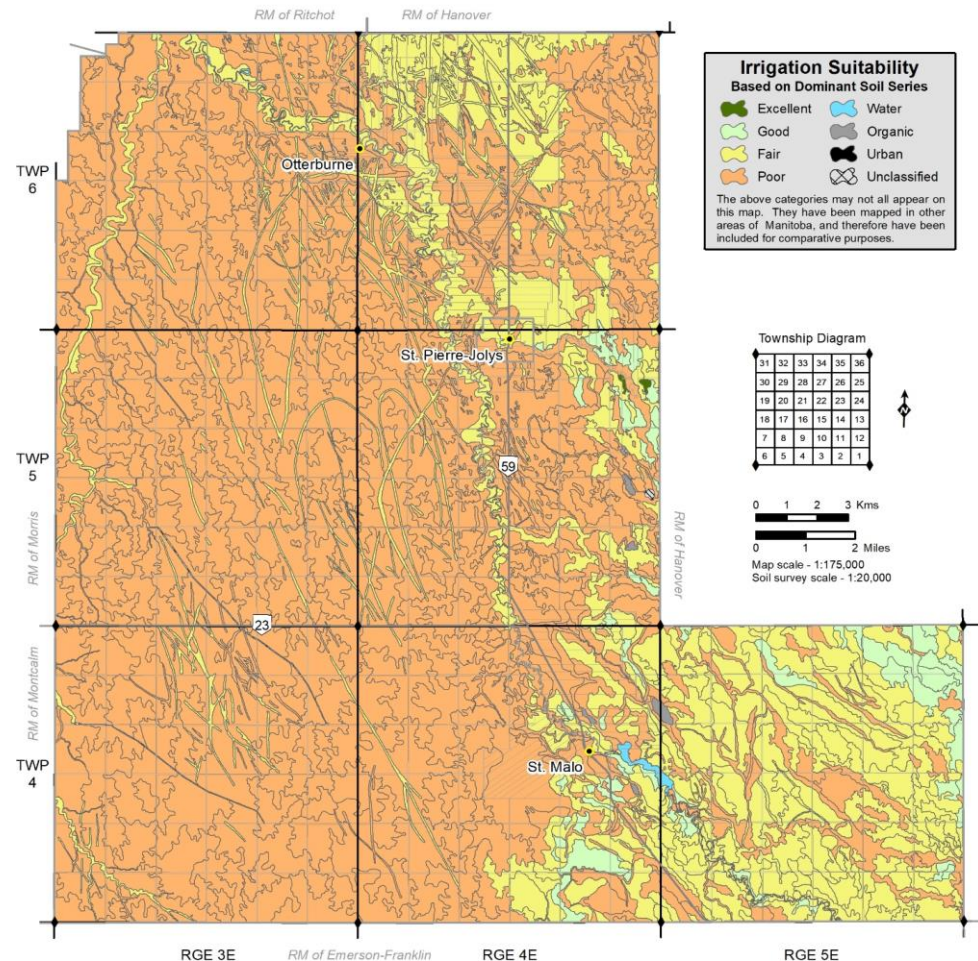 RM of Ritchot
RM of Hanover
Irrigation Suitability
Based on Dominant Soil Series
Excellent
Water
Good
Organic
Fair
Urban
Poor
Unclassified
The above categories may not all appear on
this map. They have been mapped in other
areas of Manitoba, and therefore have been
included for comparative purposes.
TWP
6
Otterburne
St. Pierre-Jolys
Township Diagram
31 32 33 34 35 36
30 29 28 27 26 25
19 20 21 22 23 24
18 17 16 15 14 13
7 8 9 10 11 12
6 5 4 3 2 1
N
TWP
5
59
0 1 2 3 Kms
0 1 2 Miles
Map scale - 1:175,000
Soil survey scale - 1:20,000
RM of Morris
RM of Hanover
23
RM of Montcalm
TWP
4
St. Malo
RGE 3E
RM of Emerson-Franklin
RGE 4E
RGE 5E